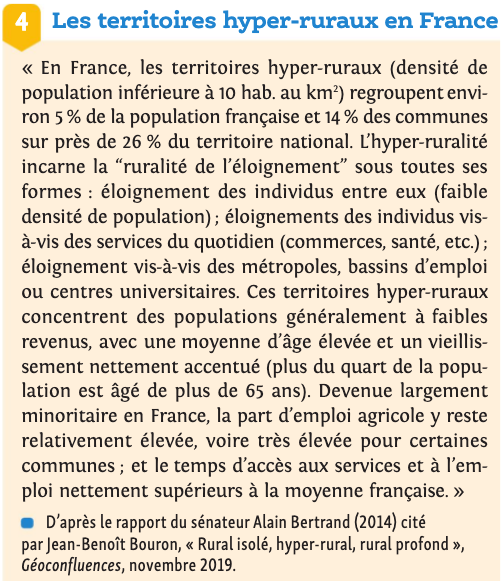 4 Les territoires hyper-ruraux en France
« En France, les territoires hyper-ruraux (densité de
population inférieure à 10 hab. au km²) regroupent envi-
ron 5 % de la population française et 14 % des communes
sur près de 26 % du territoire national. L’hyper-ruralité
incarne la “ruralité de l’éloignement” sous toutes ses
formes : éloignement des individus entre eux (faible
densité de population) ; éloignements des individus vis-
à-vis des services du quotidien (commerces, santé, etc.) ;
éloignement vis-à-vis des métropoles, bassins d’emploi
ou centres universitaires. Ces territoires hyper-ruraux
concentrent des populations généralement à faibles
revenus, avec une moyenne d’âge élevée et un vieillis-
sement nettement accentué (plus du quart de la popu-
lation est âgé de plus de 65 ans). Devenue largement
minoritaire en France, la part d’emploi agricole y reste
relativement élevée, voire très élevée pour certaines
communes ; et le temps d’accès aux services et à l’em-
ploi nettement supérieurs à la moyenne française. »
D’après le rapport du sénateur Alain Bertrand (2014) cité
par Jean-Benoît Bouron, « Rural isolé, hyper-rural, rural profond »,
Géoconfluences, novembre 2019.